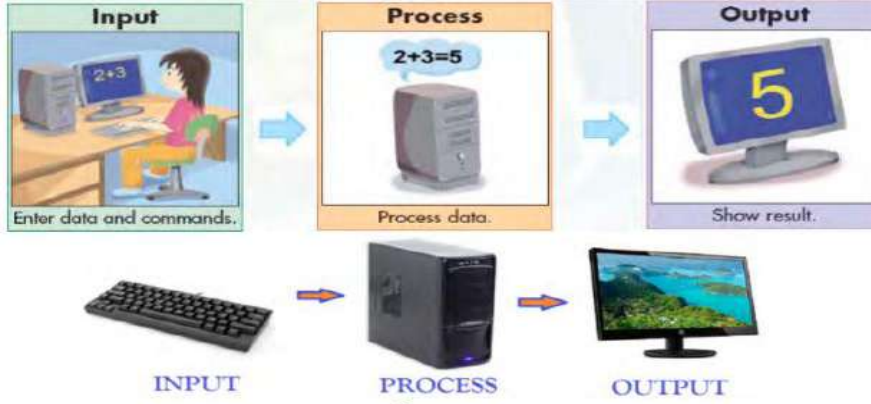 Input
Process
Output
2+3
2+3=5
5
Enter data and commands.
Process data.
Show result.
INPUT
PROCESS
OUTPUT